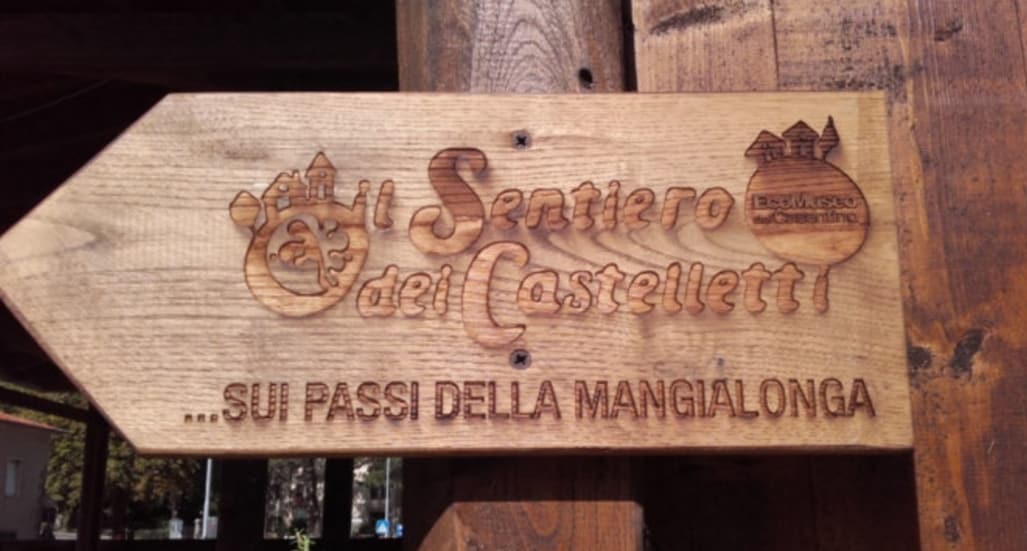 il Sentiero
dei Castelletti
EcoMuseo
del Casentino
...SUI PASSI DELLA MANGIALONGA